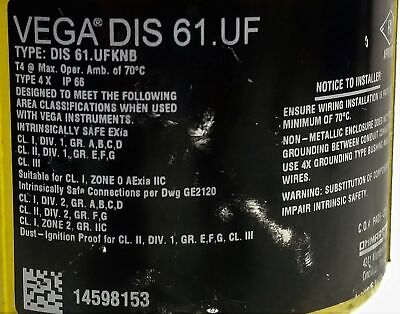 VEGA® DIS 61.UF
TYPE: DIS 61.UFKNB
T4 @ Max. Oper. Amb. of 70°C
TYPE 4X IP 66
DESIGNED TO MEET THE FOLLOWING
AREA CLASSIFICATIONS WHEN USED
WITH VEGA INSTRUMENTS.
INTRINSICALLY SAFE EXia
CL. I, DIV. 1, GR. A,B,C,D
CL. II, DIV. 1, GR. E,F,G
CL. III
Suitable for CL. I, ZONE 0 AExia IIC
Intrinsically Safe Connections per Dwg GE2120
CL. I, DIV. 2, GR. A,B,C,D
CL. II, DIV. 2, GR. F,G
CL. I, ZONE 2, GR. IIC
Dust-Ignition Proof for CL. II, DIV. 1, GR. E,F,G, CL. III
14598153
R
NOTICE TO INSTALLER
ENSURE WIRING INSTALLATION IS
MINIMUM OF 70°C.
NON-METALLIC ENCLOSURE DOES
GROUNDING BETWEEN CONDUIT
USE 4X GROUNDING TYPE BUSHING
WIRES.
WARNING: SUBSTITUTION OF
IMPAIR INTRINSIC SAFETY.